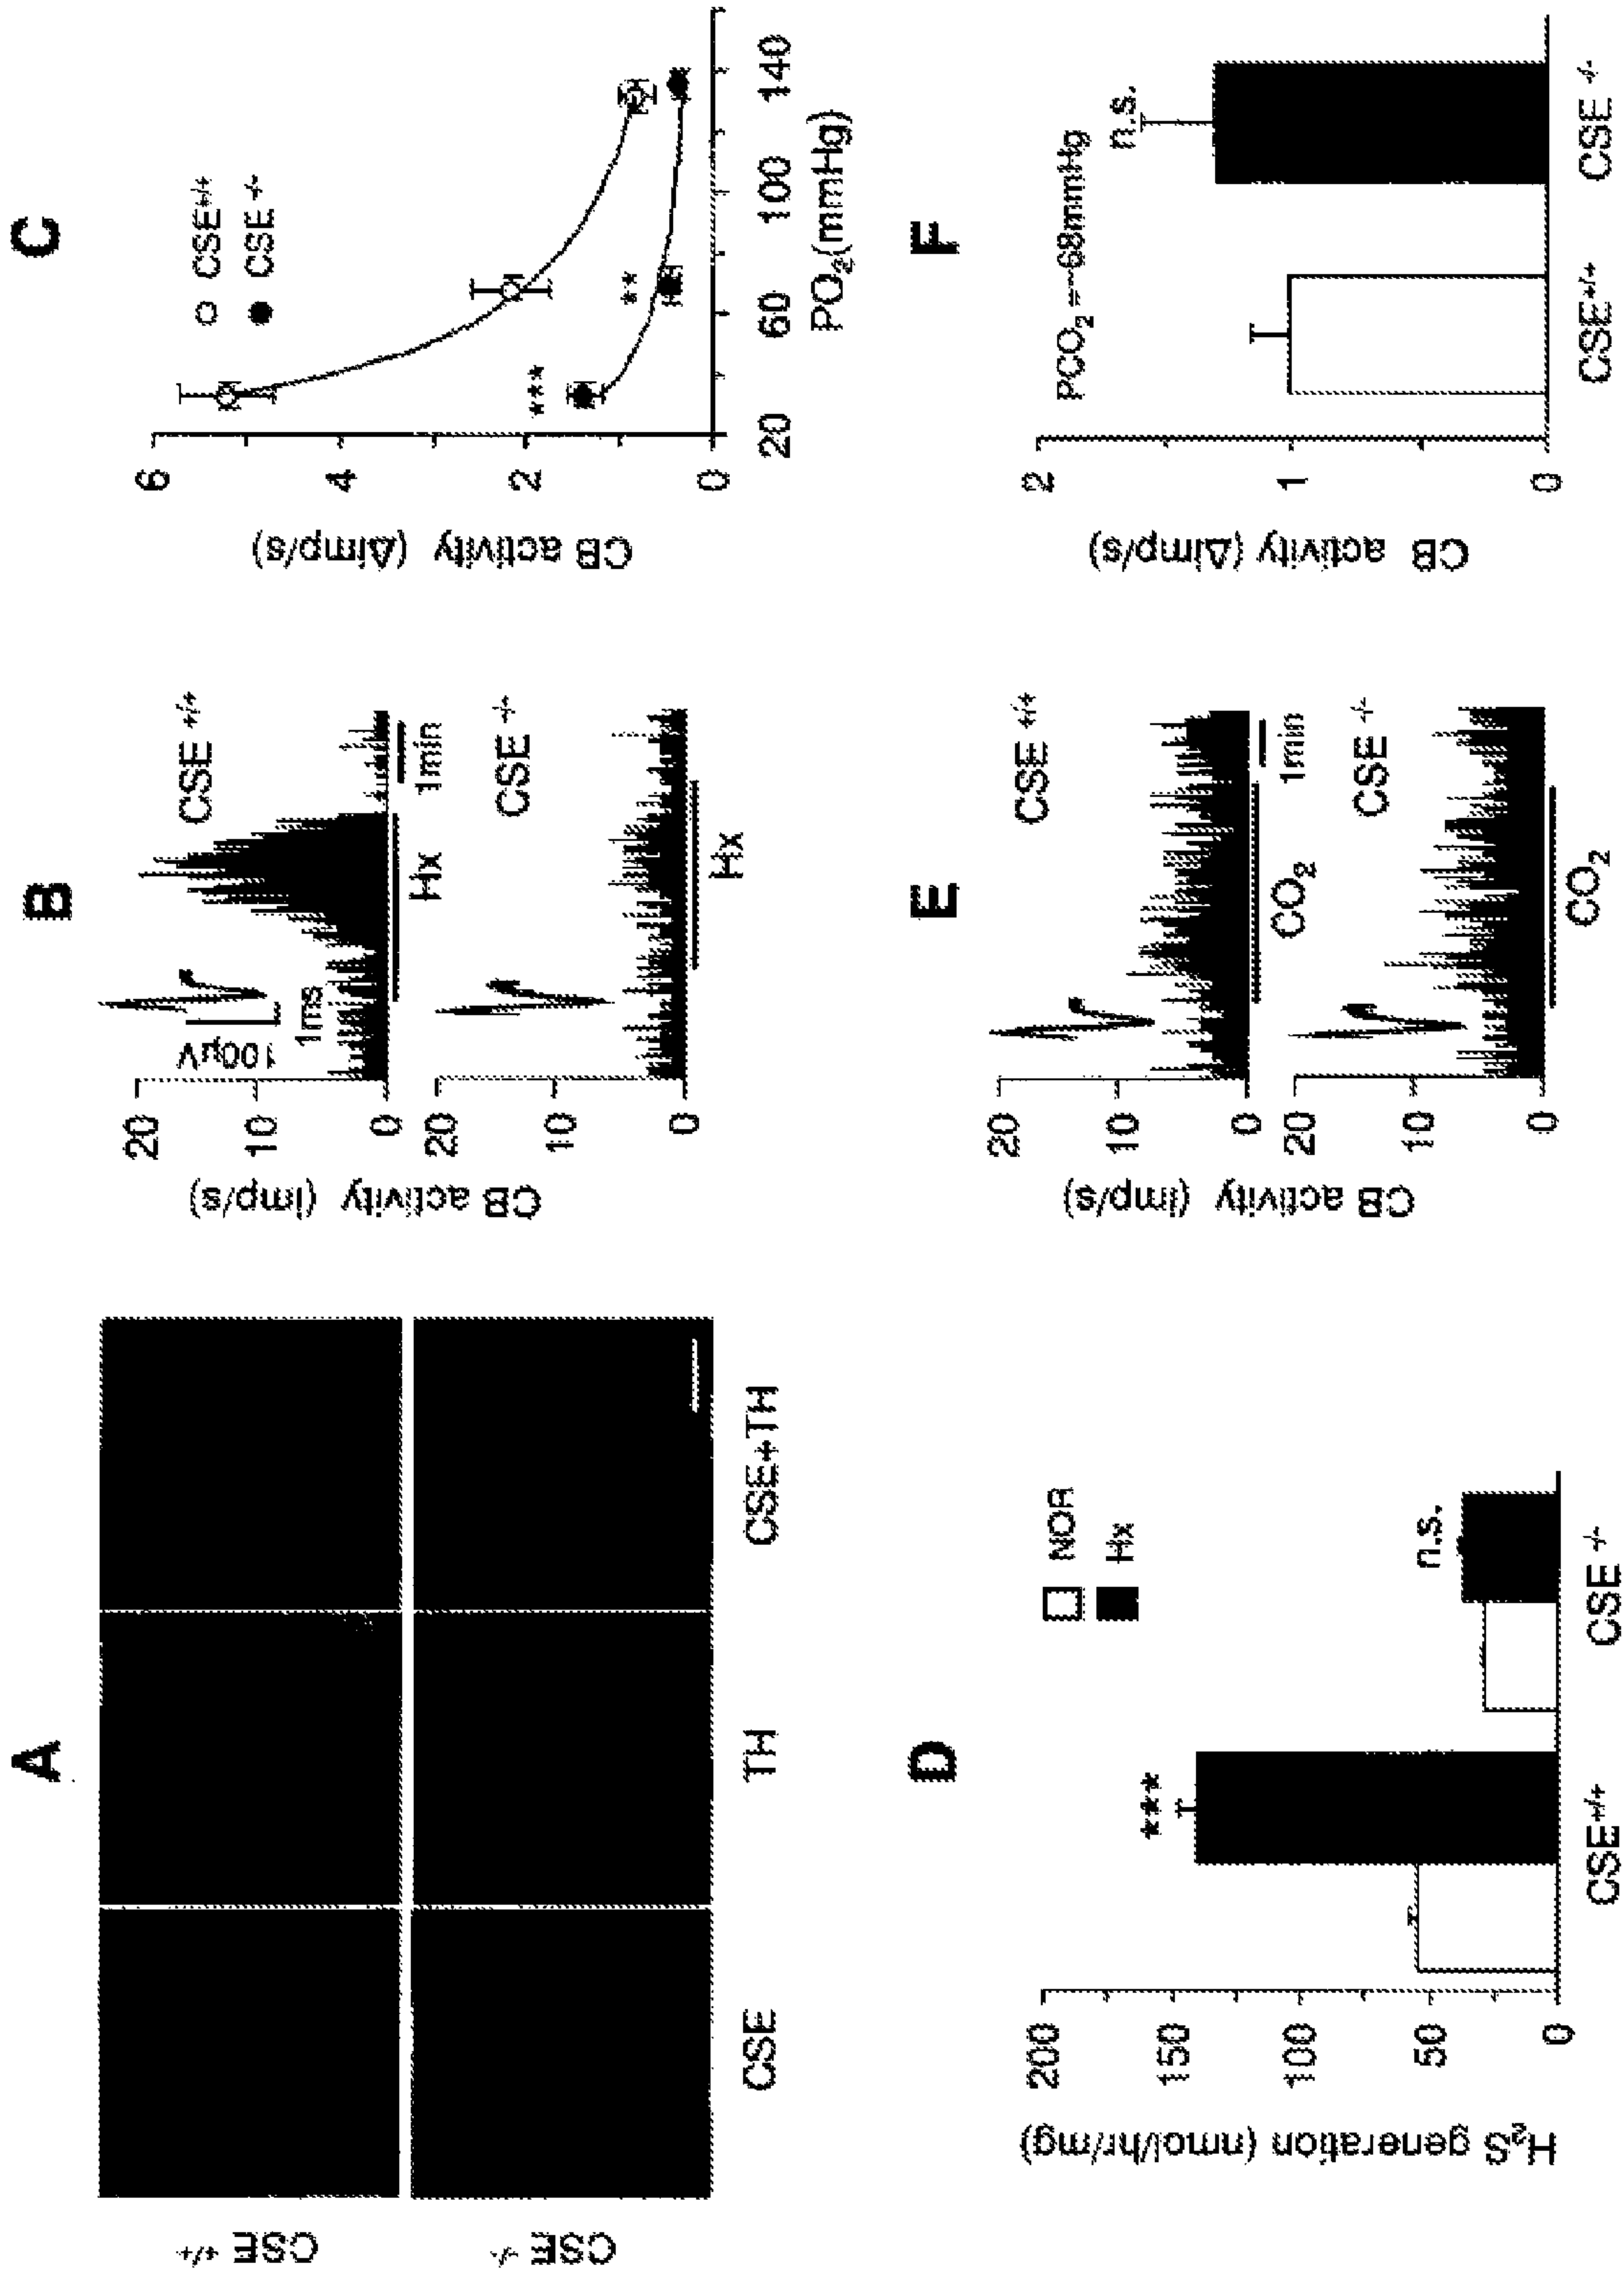 A
CSE +/+
CSE -/-
CSE
TH
CSE+TH
B
CB activity (imp/s)
20
10
0
100μV
1ms
CSE +/+
Hx
1min
20
10
0
CSE -/-
Hx
C
CB activity (Δimp/s)
6
4
2
0
CSE+/+
CSE -/-
***
**
20
60
100
140
PO2(mmHg)
D
H2S generation (nmol/hr/mg)
200
150
100
50
0
NOR
Hx
***
n.s.
CSE+/+
CSE -/-
E
CB activity (imp/s)
20
10
0
CSE +/+
CO2
1min
20
10
0
CSE -/-
CO2
F
CB activity (Δimp/s)
2
1
0
PCO2 =~68mmHg
n.s.
CSE+/+
CSE -/-